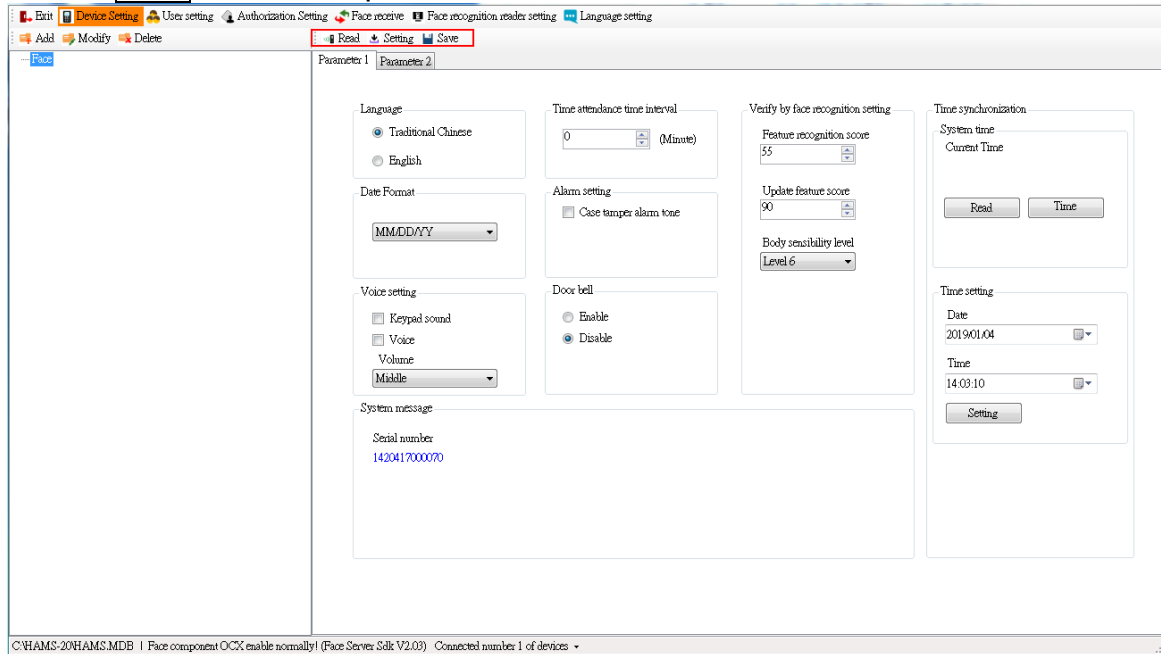 Exit Device Setting User setting Authorization Setting Face receive Face recognition reader setting Language setting
Add Modify Delete Read Setting Save
Face
Parameter 1 Parameter 2
Language
Traditional Chinese
English
Date Format
MM/DD/YY
Voice setting
Keypad sound
Voice
Volume
Middle
Time attendance time interval
0 (Minute)
Alarm setting
Case tamper alarm tone
Door bell
Enable
Disable
Verify by face recognition setting
Feature recognition score
55
Update feature score
90
Body sensibility level
Level 6
Time synchronization
System time
Current Time
Read Time
Time setting
Date
2019/01/04
Time
14:03:10
Setting
System message
Serial number
1420417000070
C:\HAMS-20\HAMS.MDB | Face component OCX enable normally! (Face Server Sdk V2.03) Connected number 1 of devices